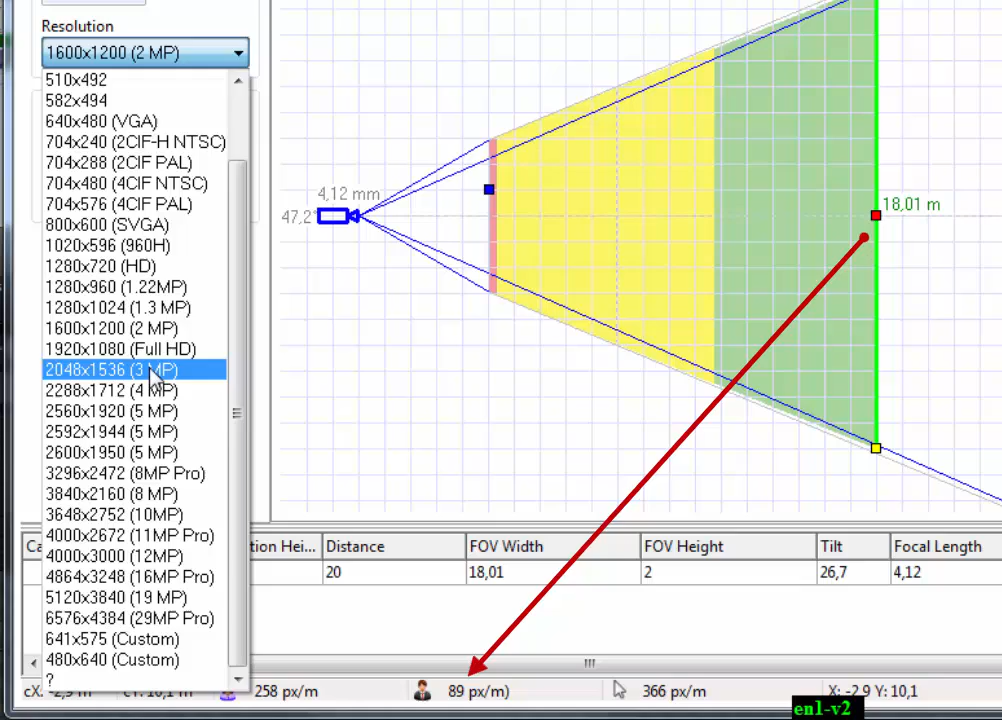 Resolution
1600x1200 (2 MP)
510x492
582x494
640x480 (VGA)
704x240 (2CIF-H NTSC)
704x288 (2CIF PAL)
704x480 (4CIF NTSC)
704x576 (4CIF PAL)
800x600 (SVGA)
1020x596 (960H)
1280x720 (HD)
1280x960 (1.22MP)
1280x1024 (1.3 MP)
1600x1200 (2 MP)
1920x1080 (Full HD)
2048x1536 (3 MP)
2288x1712 (4 MP)
2560x1920 (5 MP)
2592x1944 (5 MP)
2600x1950 (5 MP)
3296x2472 (8MP Pro)
3840x2160 (8 MP)
3648x2752 (10MP)
4000x2672 (11MP Pro)
4000x3000 (12MP)
4864x3248 (16MP Pro)
5120x3840 (19 MP)
6576x4384 (29MP Pro)
641x575 (Custom)
480x640 (Custom)
?
4,12 mm
47,2°
18,01 m
Ca tion Hei... Distance FOV Width FOV Height Tilt Focal Length
20 18,01 2 26,7 4,12
258 px/m 89 px/m) 366 px/m X: -2,9 Y: 10,1
en1-v2